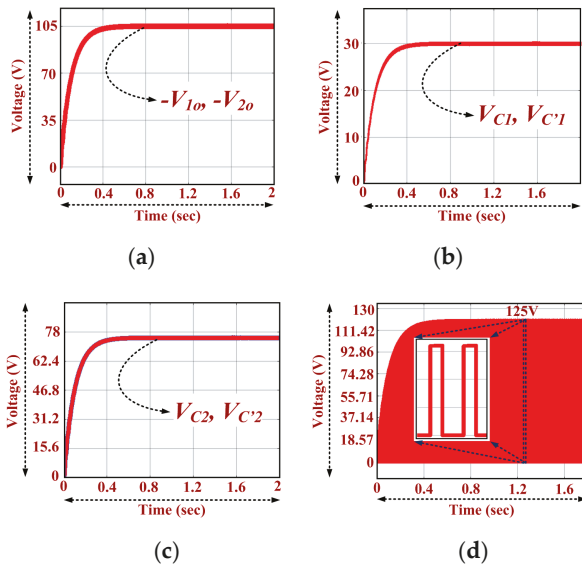 105
70
35
0
Voltage (V)
-V1o, -V2o
0 0.4 0.8 1.2 1.6 2
Time (sec)
(a)
30
20
10
0
Voltage (V)
VC1, VC'1
0 0.4 0.8 1.2 1.6
Time (sec)
(b)
78
62.4
46.8
31.2
15.6
0
Voltage (V)
VC2, VC'2
0 0.4 0.8 1.2 1.6 2
Time (sec)
(c)
130
111.42
92.86
74.28
55.71
37.14
18.57
0
Voltage (V)
125V
0 0.4 0.8 1.2 1.6
Time (sec)
(d)